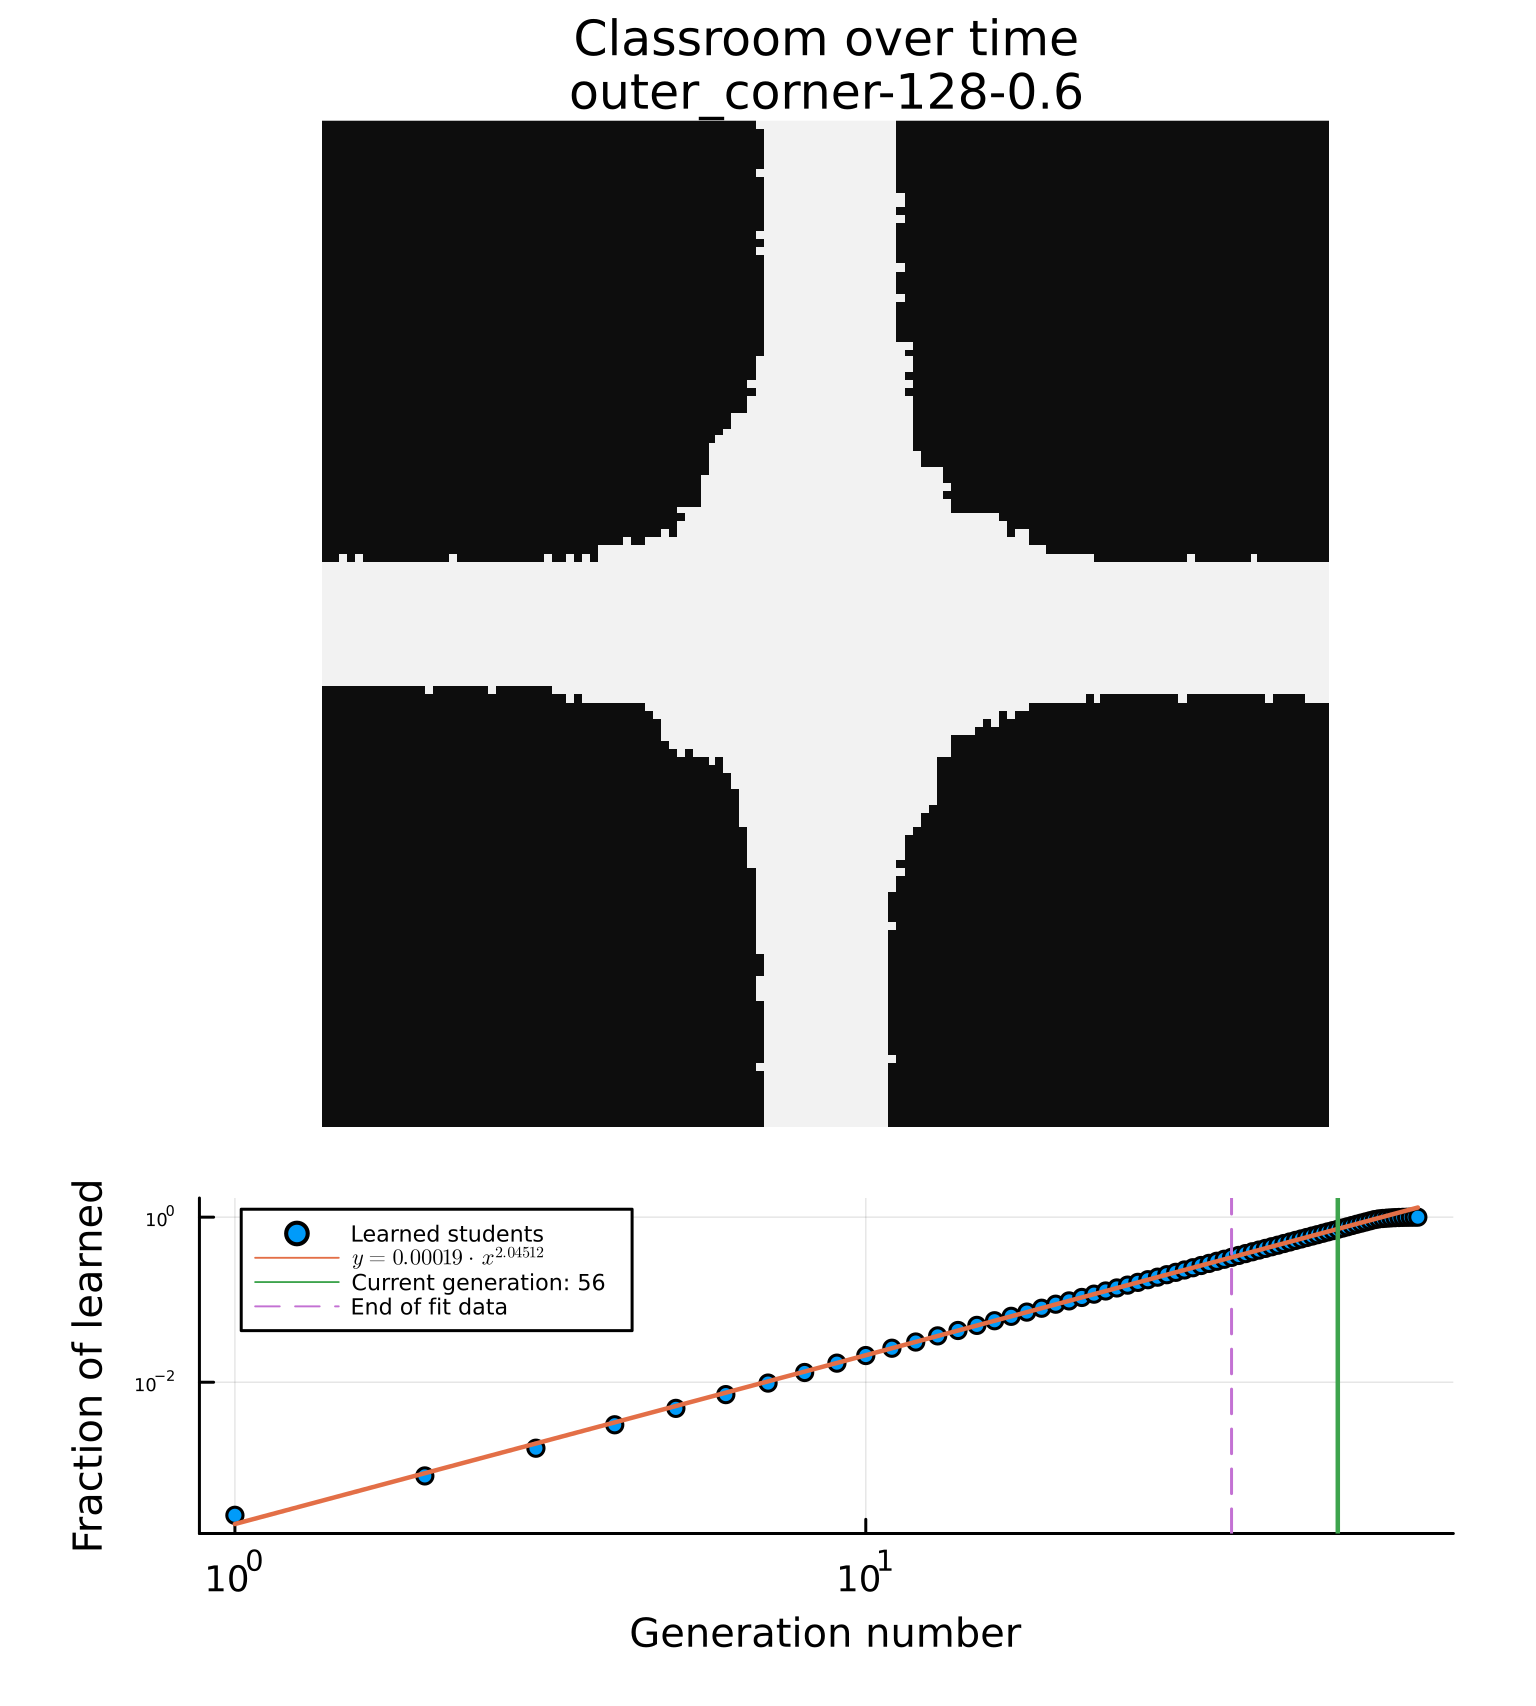 Classroom over time
outer_corner-128-0.6
Fraction of learned
10^0
10^-2
Learned students
y = 0.00019 · x^2.04512
Current generation: 56
End of fit data
10^0
10^1
Generation number